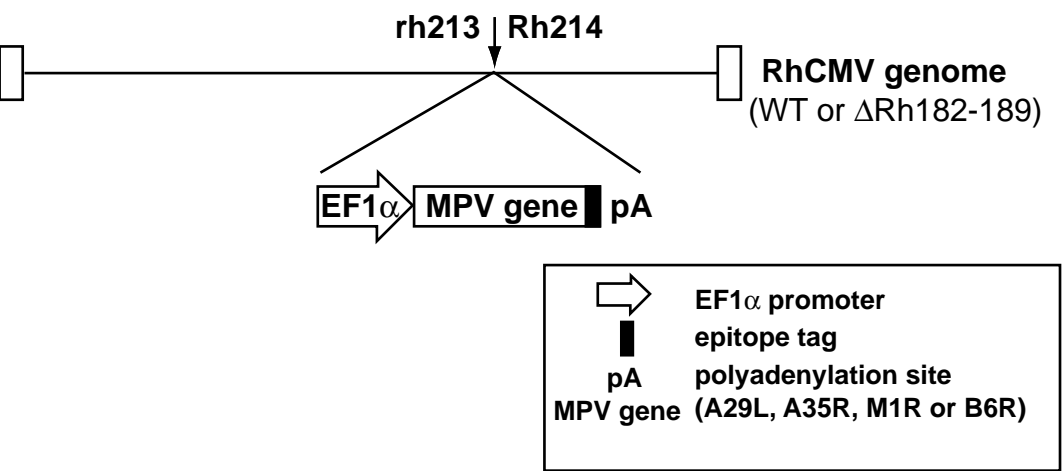 rh213 Rh214
RhCMV genome
(WT or ΔRh182-189)
EF1α MPV gene pA
EF1α promoter
epitope tag
pA polyadenylation site
MPV gene (A29L, A35R, M1R or B6R)